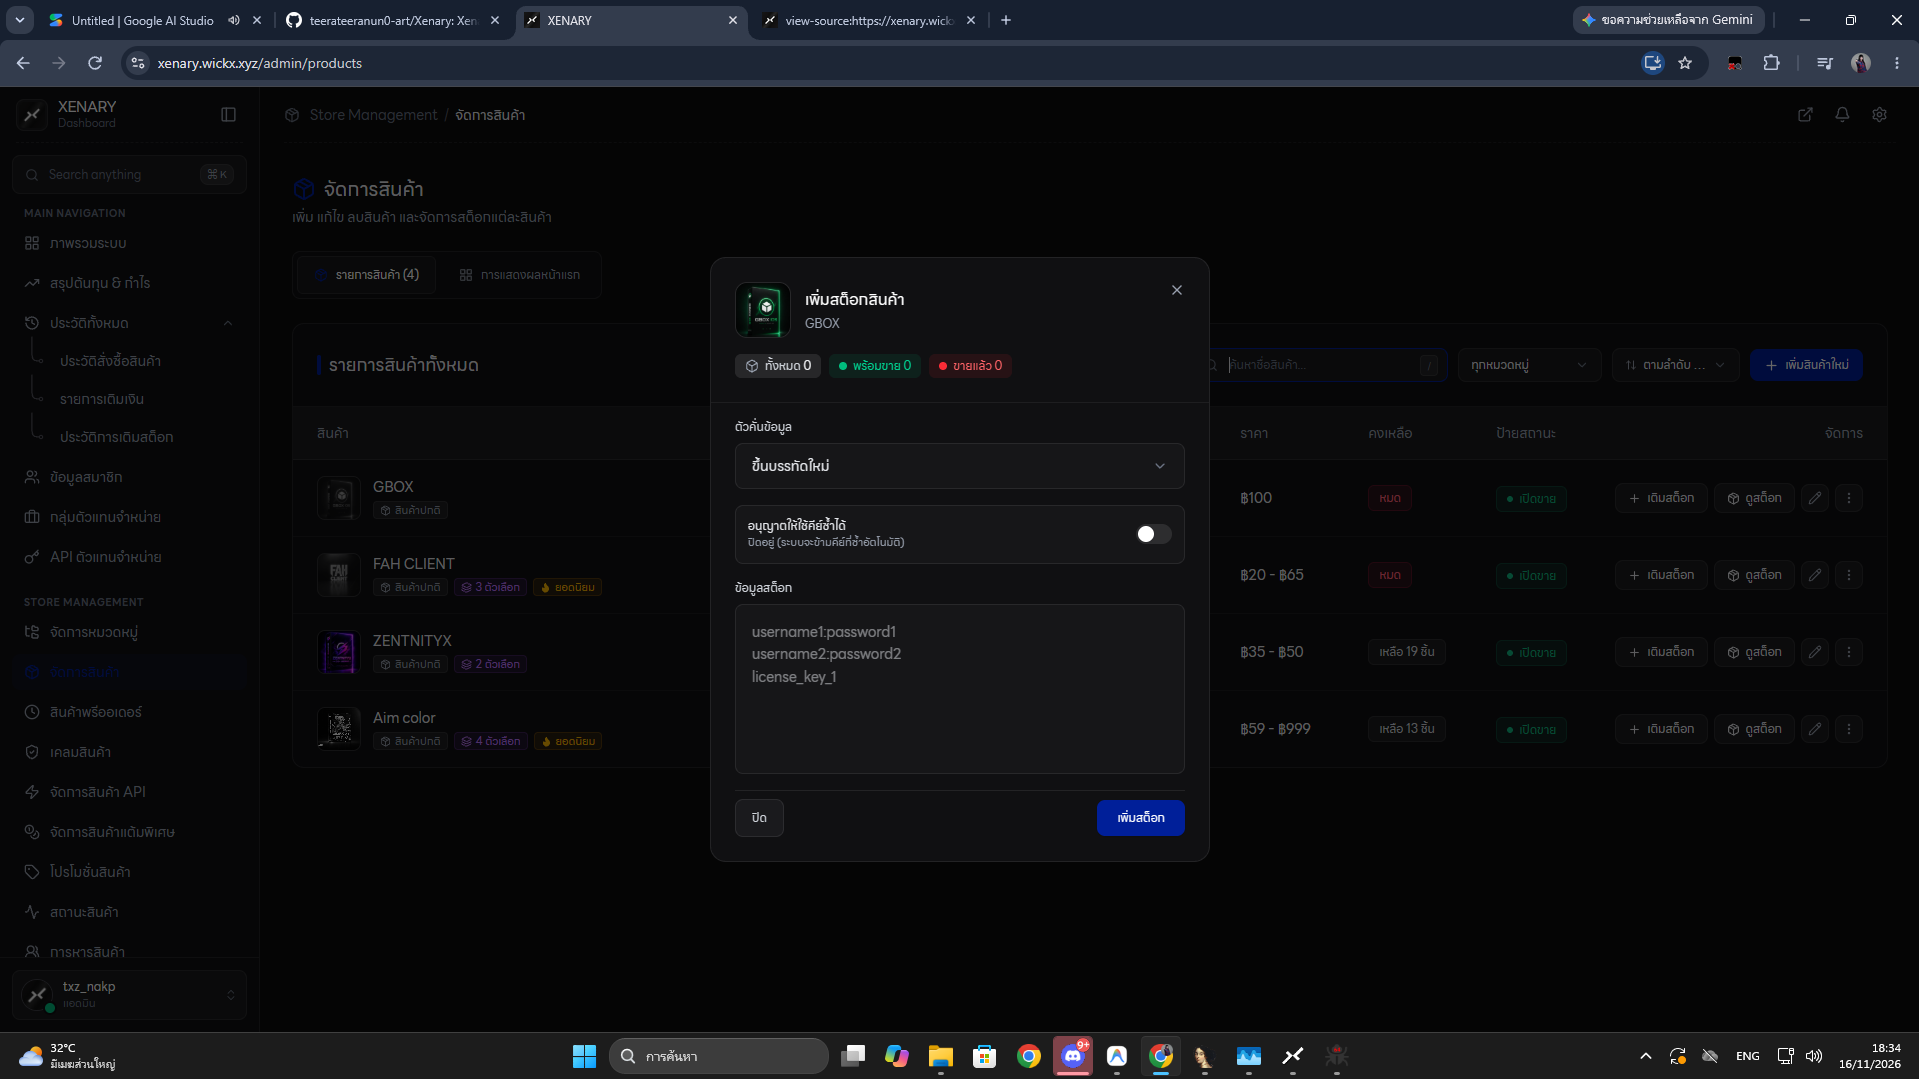 Untitled | Google AI Studio
teerateeranun0-art/Xenary: Xen
XENARY
view-source:https://xenary.wick
ขอความช่วยเหลือจาก Gemini
xenary.wickx.xyz/admin/products
XENARY
Dashboard
Store Management / จัดการสินค้า
Search anything
⌘ K
MAIN NAVIGATION
ภาพรวมระบบ
สรุปต้นทุน & กำไร
ประวัติทั้งหมด
ประวัติสั่งซื้อสินค้า
รายการเติมเงิน
ประวัติการเติมสต็อก
ข้อมูลสมาชิก
กลุ่มตัวแทนจำหน่าย
API ตัวแทนจำหน่าย
STORE MANAGEMENT
จัดการหมวดหมู่
จัดการสินค้า
สินค้าพรีออเดอร์
เคลมสินค้า
จัดการสินค้า API
จัดการสินค้าแต้มพิเศษ
โปรโมชั่นสินค้า
สถานะสินค้า
การหารสินค้า
txz_nakp
แอดมิน
จัดการสินค้า
เพิ่ม แก้ไข ลบสินค้า และจัดการสต็อกแต่ละสินค้า
รายการสินค้า (4)
การแสดงผลหน้าแรก
รายการสินค้าทั้งหมด
ค้นหาชื่อสินค้า...
/
ทุกหมวดหมู่
ตามลำดับ ...
+ เพิ่มสินค้าใหม่
สินค้า
ราคา
คงเหลือ
ป้ายสถานะ
จัดการ
GBOX
สินค้าปกติ
฿100
หมด
เปิดขาย
+ เติมสต็อก
ดูสต็อก
FAH CLIENT
สินค้าปกติ
3 ตัวเลือก
ยอดนิยม
฿20 - ฿65
หมด
เปิดขาย
+ เติมสต็อก
ดูสต็อก
ZENTNITYX
สินค้าปกติ
2 ตัวเลือก
฿35 - ฿50
เหลือ 19 ชิ้น
เปิดขาย
+ เติมสต็อก
ดูสต็อก
Aim color
สินค้าปกติ
4 ตัวเลือก
ยอดนิยม
฿59 - ฿999
เหลือ 13 ชิ้น
เปิดขาย
+ เติมสต็อก
ดูสต็อก
เพิ่มสต็อกสินค้า
GBOX
ทั้งหมด 0
พร้อมขาย 0
ขายแล้ว 0
ตัวคั่นข้อมูล
ขึ้นบรรทัดใหม่
อนุญาตให้ใช้คีย์ซ้ำได้
ปิดอยู่ (ระบบจะข้ามคีย์ที่ซ้ำอัตโนมัติ)
ข้อมูลสต็อก
username1:password1
username2:password2
license_key_1
ปิด
เพิ่มสต็อก
32°C
มีเมฆส่วนใหญ่
การค้นหา
9+
ENG
18:34
16/11/2026